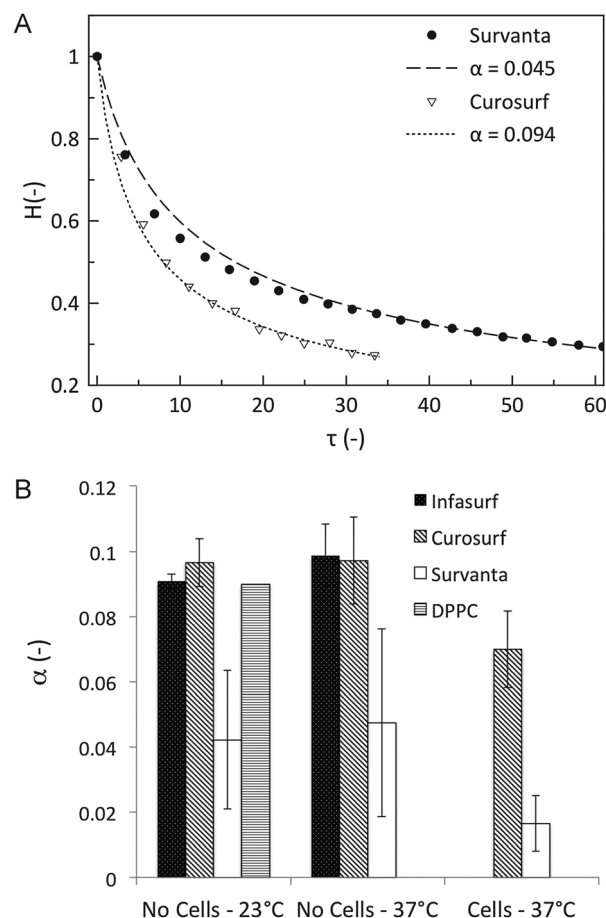 A
1
0.8
0.6
0.4
0.2
H(-)
0 10 20 30 40 50 60
τ (-)
Survanta
α = 0.045
Curosurf
α = 0.094
B
0.12
0.1
0.08
0.06
0.04
0.02
0
α (-)
Infasurf
Curosurf
Survanta
DPPC
No Cells - 23°C No Cells - 37°C Cells - 37°C